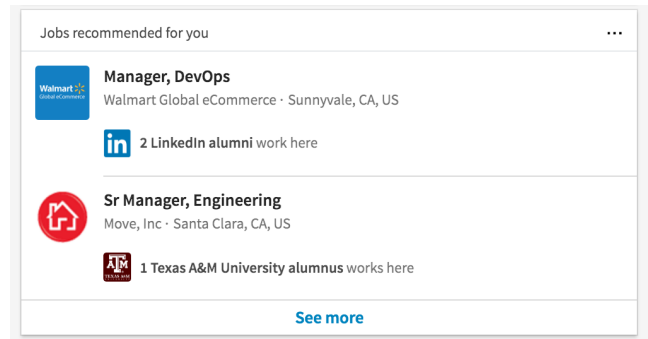 Jobs recommended for you
...
Walmart
Global eCommerce
Manager, DevOps
Walmart Global eCommerce · Sunnyvale, CA, US
in
2 LinkedIn alumni work here
Sr Manager, Engineering
Move, Inc · Santa Clara, CA, US
ATM
TEXAS A&M
1 Texas A&M University alumnus works here
See more